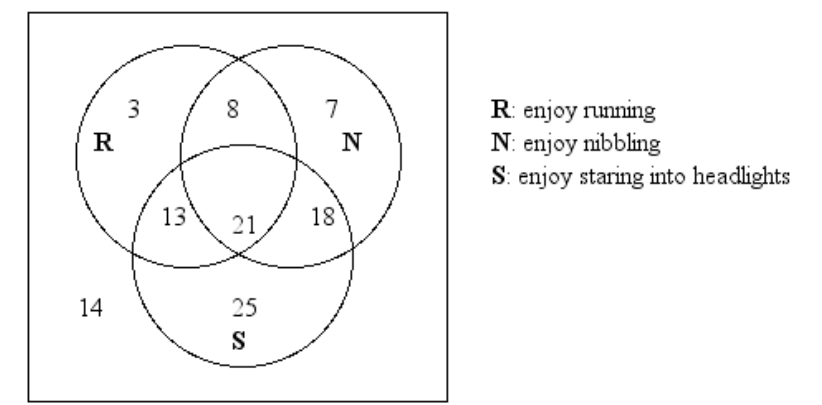 3 8 7
R N
13 21 18
14 25
S
R: enjoy running
N: enjoy nibbling
S: enjoy staring into headlights